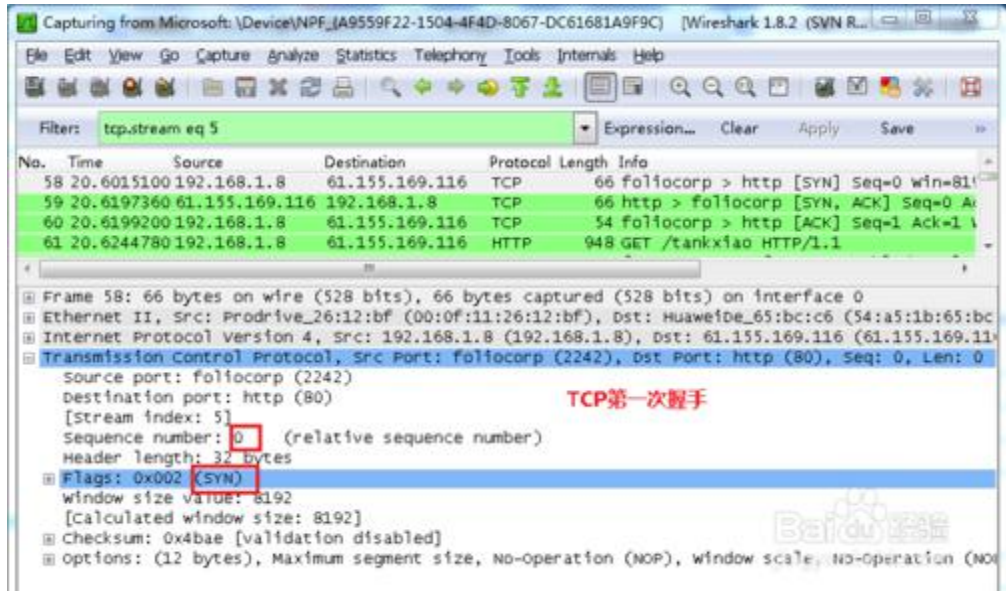 Capturing from Microsoft: \Device\NPF_{A9559F22-1504-4F4D-8067-DC61681A9F9C} [Wireshark 1.8.2 (SVN R...
File Edit View Go Capture Analyze Statistics Telephony Tools Internals Help
Filter: tcp.stream eq 5 Expression... Clear Apply Save
No. Time Source Destination Protocol Length Info
58 20.6015100 192.168.1.8 61.155.169.116 TCP 66 foliocorp > http [SYN] Seq=0 Win=819
59 20.6197360 61.155.169.116 192.168.1.8 TCP 66 http > foliocorp [SYN, ACK] Seq=0 A
60 20.6199200 192.168.1.8 61.155.169.116 TCP 54 foliocorp > http [ACK] Seq=1 Ack=1
61 20.6244780 192.168.1.8 61.155.169.116 HTTP 948 GET /tankxiao HTTP/1.1
Frame 58: 66 bytes on wire (528 bits), 66 bytes captured (528 bits) on interface 0
Ethernet II, Src: Prodrive_26:12:bf (00:0f:11:26:12:bf), Dst: HuaweiDe_65:bc:c6 (54:a5:1b:65:bc
Internet Protocol Version 4, Src: 192.168.1.8 (192.168.1.8), Dst: 61.155.169.116 (61.155.169.11
Transmission Control Protocol, Src Port: foliocorp (2242), Dst Port: http (80), Seq: 0, Len: 0
Source port: foliocorp (2242)
Destination port: http (80)
TCP第一次握手
[Stream index: 5]
Sequence number: 0 (relative sequence number)
Header length: 32 bytes
Flags: 0x002 (SYN)
Window size value: 8192
[Calculated window size: 8192]
Checksum: 0x4bae [validation disabled]
Options: (12 bytes), Maximum segment size, No-Operation (NOP), Window scale, No-Operation (NO
Baidu 经验